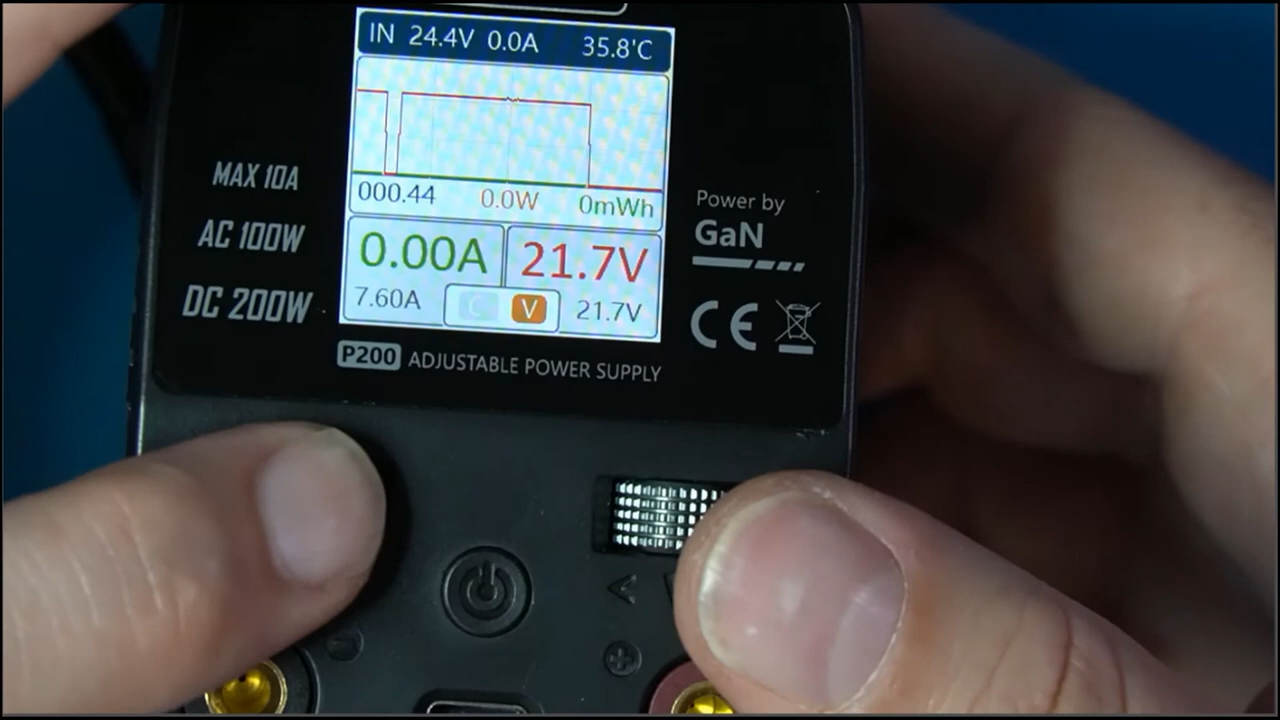 IN 24.4V 0.0A 35.8'C
000.44 0.0W 0mWh
0.00A 21.7V
7.60A C V 21.7V
MAX 10A
AC 100W
DC 200W
Power by
GaN
CE
P200 ADJUSTABLE POWER SUPPLY